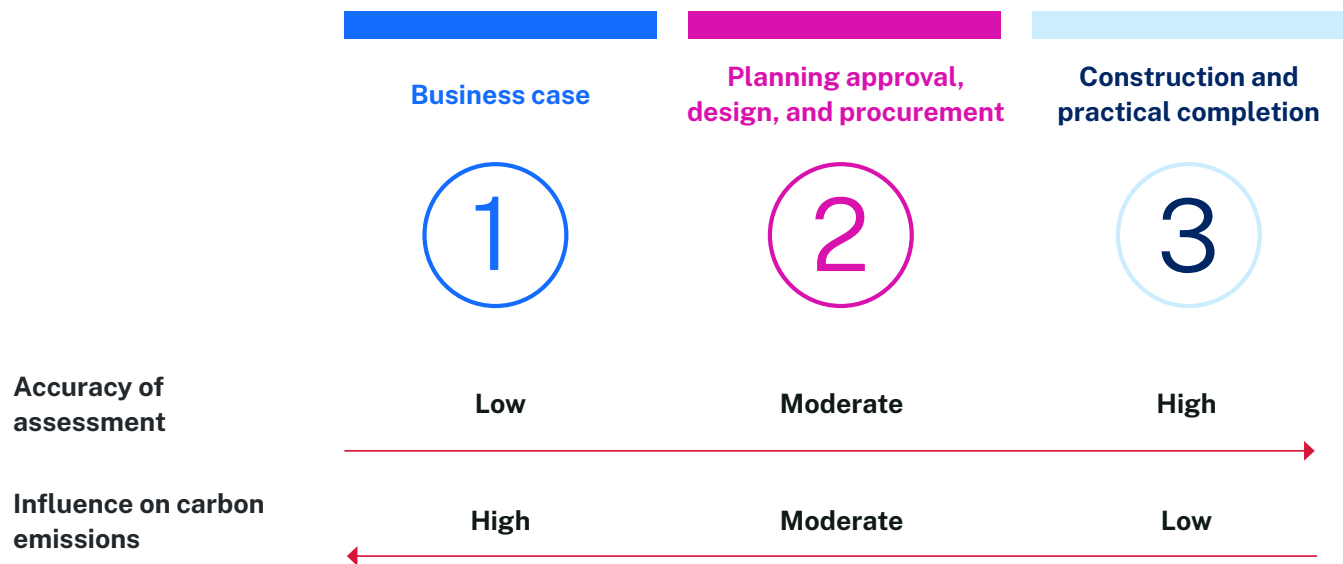 Business case
Planning approval,
design, and procurement
Construction and
practical completion
1
2
3
Accuracy of
assessment
Low
Moderate
High
Influence on carbon
emissions
High
Moderate
Low